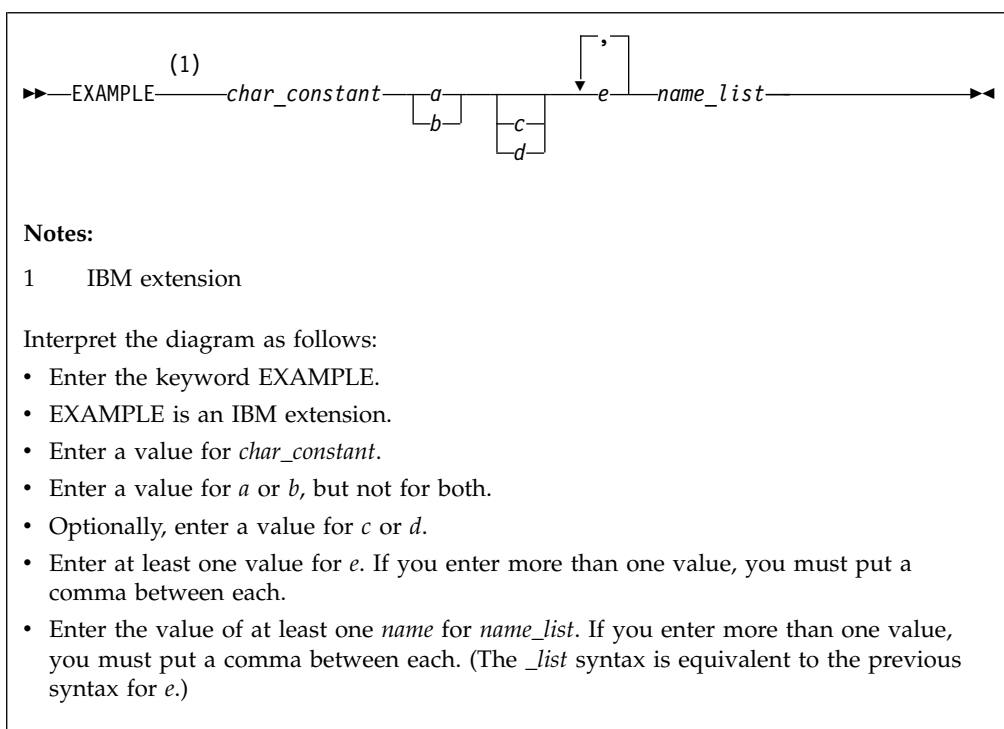 ,
(1)
EXAMPLE char_constant a e name_list
b c
d
Notes:
1 IBM extension
Interpret the diagram as follows:
• Enter the keyword EXAMPLE.
• EXAMPLE is an IBM extension.
• Enter a value for char_constant.
• Enter a value for a or b, but not for both.
• Optionally, enter a value for c or d.
• Enter at least one value for e. If you enter more than one value, you must put a
comma between each.
• Enter the value of at least one name for name_list. If you enter more than one value,
you must put a comma between each. (The _list syntax is equivalent to the previous
syntax for e.)